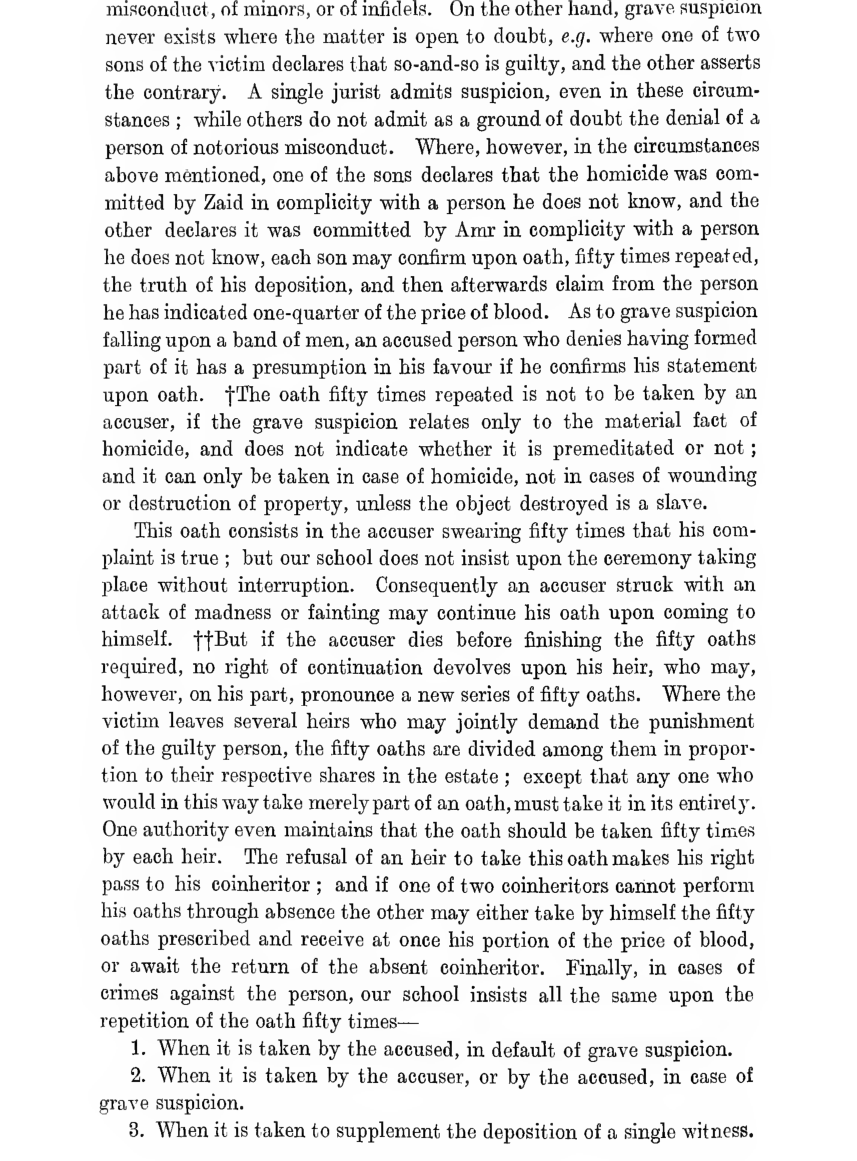 misconduct, of minors, or of infidels. On the other hand, grave suspicion
never exists where the matter is open to doubt, e.g. where one of two
sons of the victim declares that so-and-so is guilty, and the other asserts
the contrary. A single jurist admits suspicion, even in these circum-
stances ; while others do not admit as a ground of doubt the denial of a
person of notorious misconduct. Where, however, in the circumstances
above mentioned, one of the sons declares that the homicide was com-
mitted by Zaid in complicity with a person he does not know, and the
other declares it was committed by Amr in complicity with a person
he does not know, each son may confirm upon oath, fifty times repeated,
the truth of his deposition, and then afterwards claim from the person
he has indicated one-quarter of the price of blood. As to grave suspicion
falling upon a band of men, an accused person who denies having formed
part of it has a presumption in his favour if he confirms his statement
upon oath. †The oath fifty times repeated is not to be taken by an
accuser, if the grave suspicion relates only to the material fact of
homicide, and does not indicate whether it is premeditated or not ;
and it can only be taken in case of homicide, not in cases of wounding
or destruction of property, unless the object destroyed is a slave.
This oath consists in the accuser swearing fifty times that his com-
plaint is true ; but our school does not insist upon the ceremony taking
place without interruption. Consequently an accuser struck with an
attack of madness or fainting may continue his oath upon coming to
himself. ††But if the accuser dies before finishing the fifty oaths
required, no right of continuation devolves upon his heir, who may,
however, on his part, pronounce a new series of fifty oaths. Where the
victim leaves several heirs who may jointly demand the punishment
of the guilty person, the fifty oaths are divided among them in propor-
tion to their respective shares in the estate ; except that any one who
would in this way take merely part of an oath, must take it in its entirety.
One authority even maintains that the oath should be taken fifty times
by each heir. The refusal of an heir to take this oath makes his right
pass to his coinheritor ; and if one of two coinheritors cannot perform
his oaths through absence the other may either take by himself the fifty
oaths prescribed and receive at once his portion of the price of blood,
or await the return of the absent coinheritor. Finally, in cases of
crimes against the person, our school insists all the same upon the
repetition of the oath fifty times—
1. When it is taken by the accused, in default of grave suspicion.
2. When it is taken by the accuser, or by the accused, in case of
grave suspicion.
3. When it is taken to supplement the deposition of a single witness.